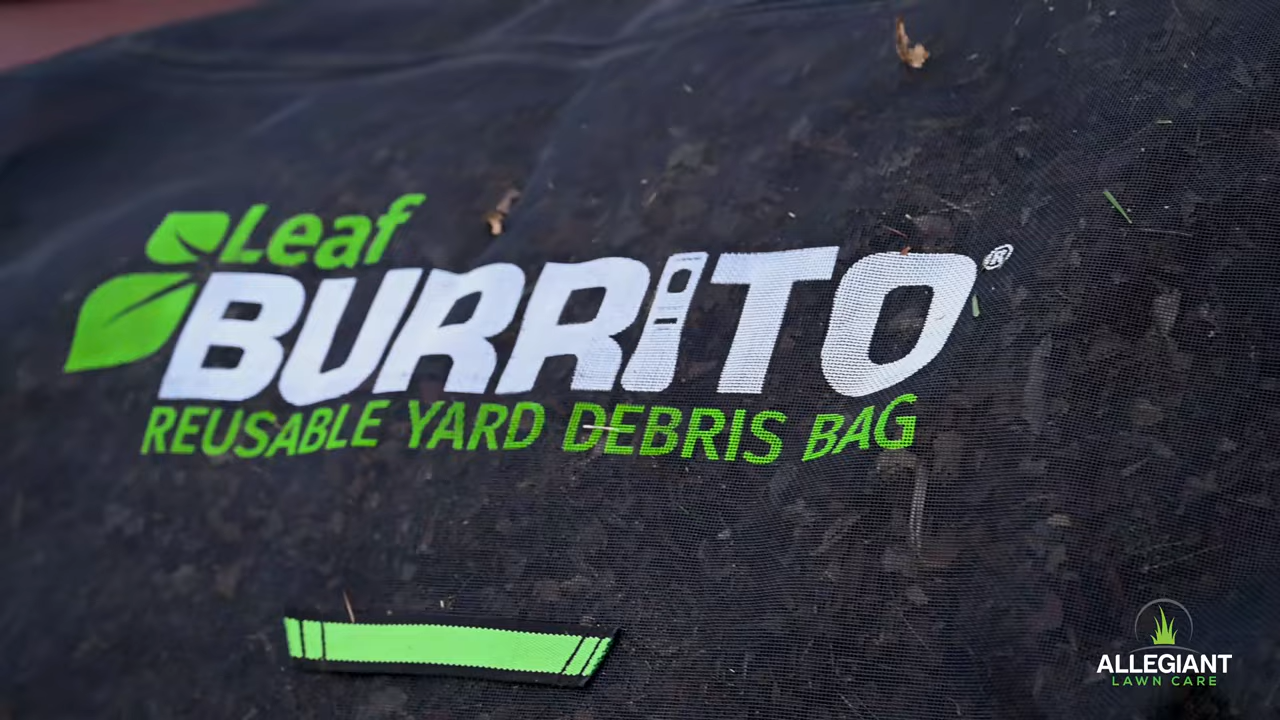 Leaf
BURRiTO®
REUSABLE YARD DEBRIS BAG
ALLEGIANT
LAWN CARE